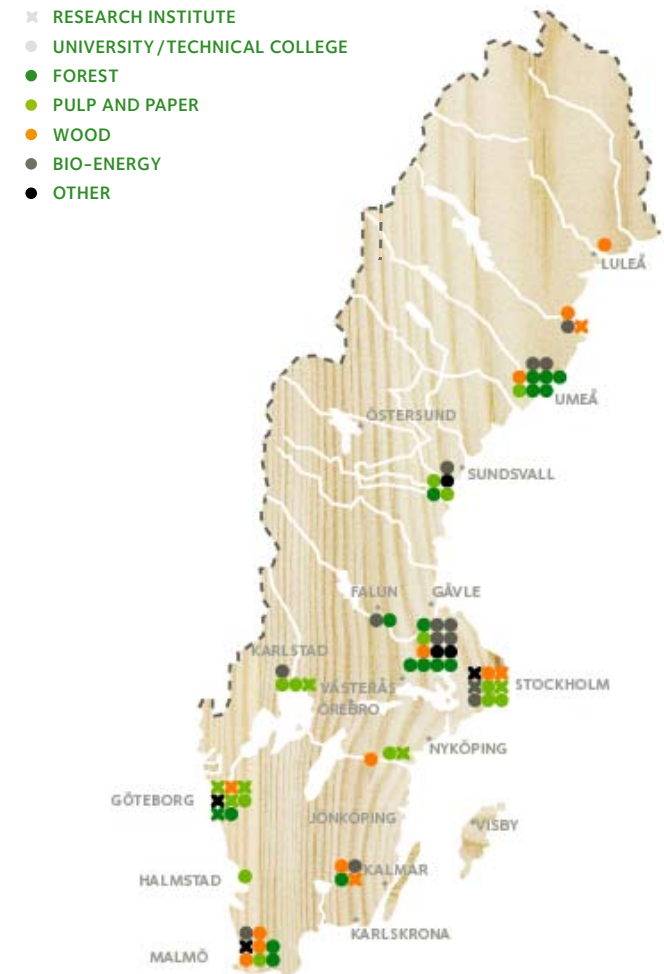 RESEARCH INSTITUTE
UNIVERSITY/TECHNICAL COLLEGE
FOREST
PULP AND PAPER
WOOD
BIO-ENERGY
OTHER
LULEÅ
UMEÅ
ÖSTERSUND
SUNDSVALL
FALUN
GÄVLE
KARLSTAD
STOCKHOLM
VÄSTERÅS
ÖREBRO
NYKÖPING
GÖTEBORG
JÖNKÖPING
VISBY
KALMAR
HALMSTAD
KARLSKRONA
MALMÖ